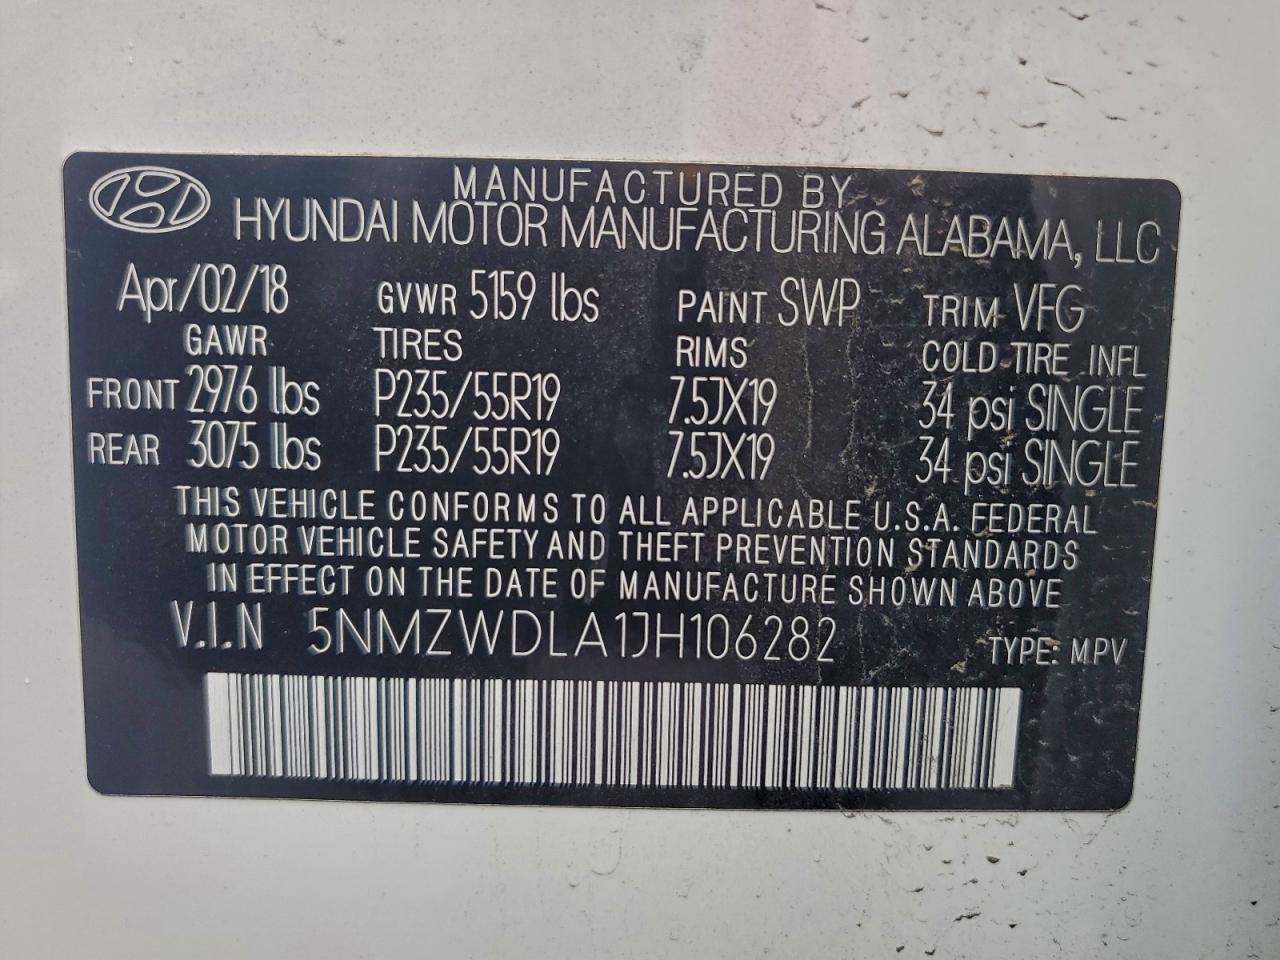 MANUFACTURED BY
HYUNDAI MOTOR MANUFACTURING ALABAMA, LLC
Apr/02/18 GVWR 5159 lbs PAINT SWP TRIM VFG
GAWR TIRES RIMS COLD TIRE INFL
FRONT 2976 lbs P235/55R19 7.5JX19 34 psi SINGLE
REAR 3075 lbs P235/55R19 7.5JX19 34 psi SINGLE
THIS VEHICLE CONFORMS TO ALL APPLICABLE U.S.A. FEDERAL
MOTOR VEHICLE SAFETY AND THEFT PREVENTION STANDARDS
IN EFFECT ON THE DATE OF MANUFACTURE SHOWN ABOVE
V.I.N 5NMZWDLA1JH106282 TYPE: MPV